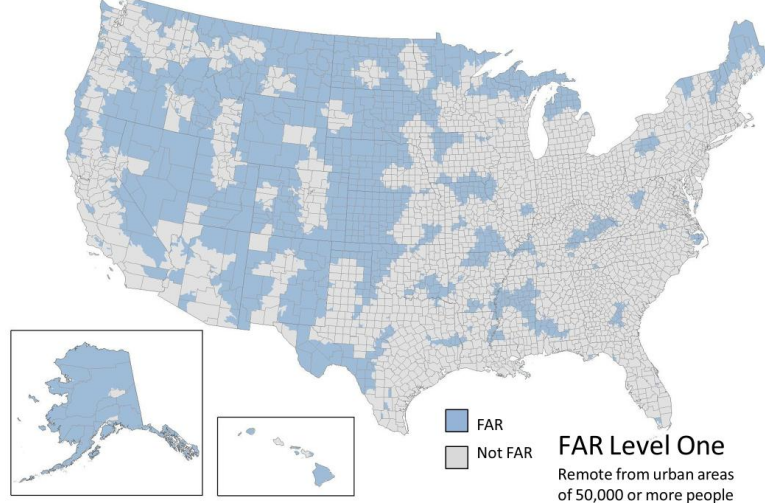 FAR
Not FAR
FAR Level One
Remote from urban areas
of 50,000 or more people